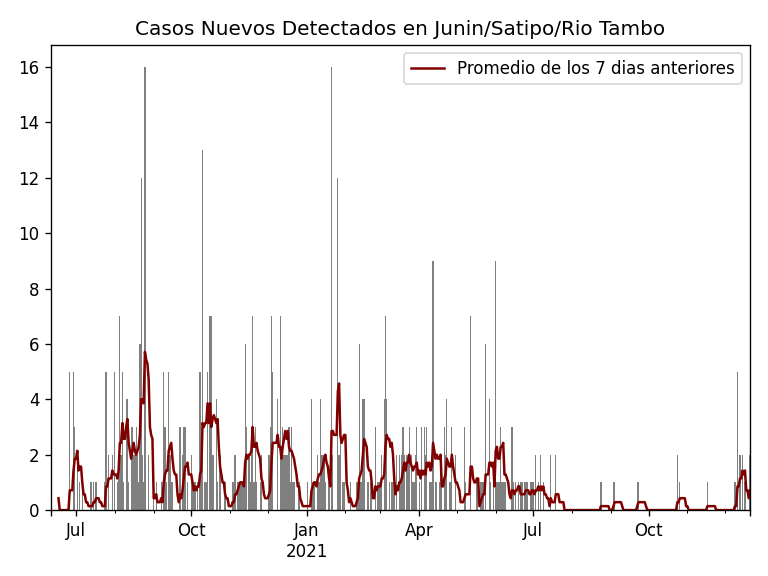 Casos Nuevos Detectados en Junin/Satipo/Rio Tambo
Promedio de los 7 dias anteriores
16
14
12
10
8
6
4
2
0
Jul
Oct
Jan
2021
Apr
Jul
Oct